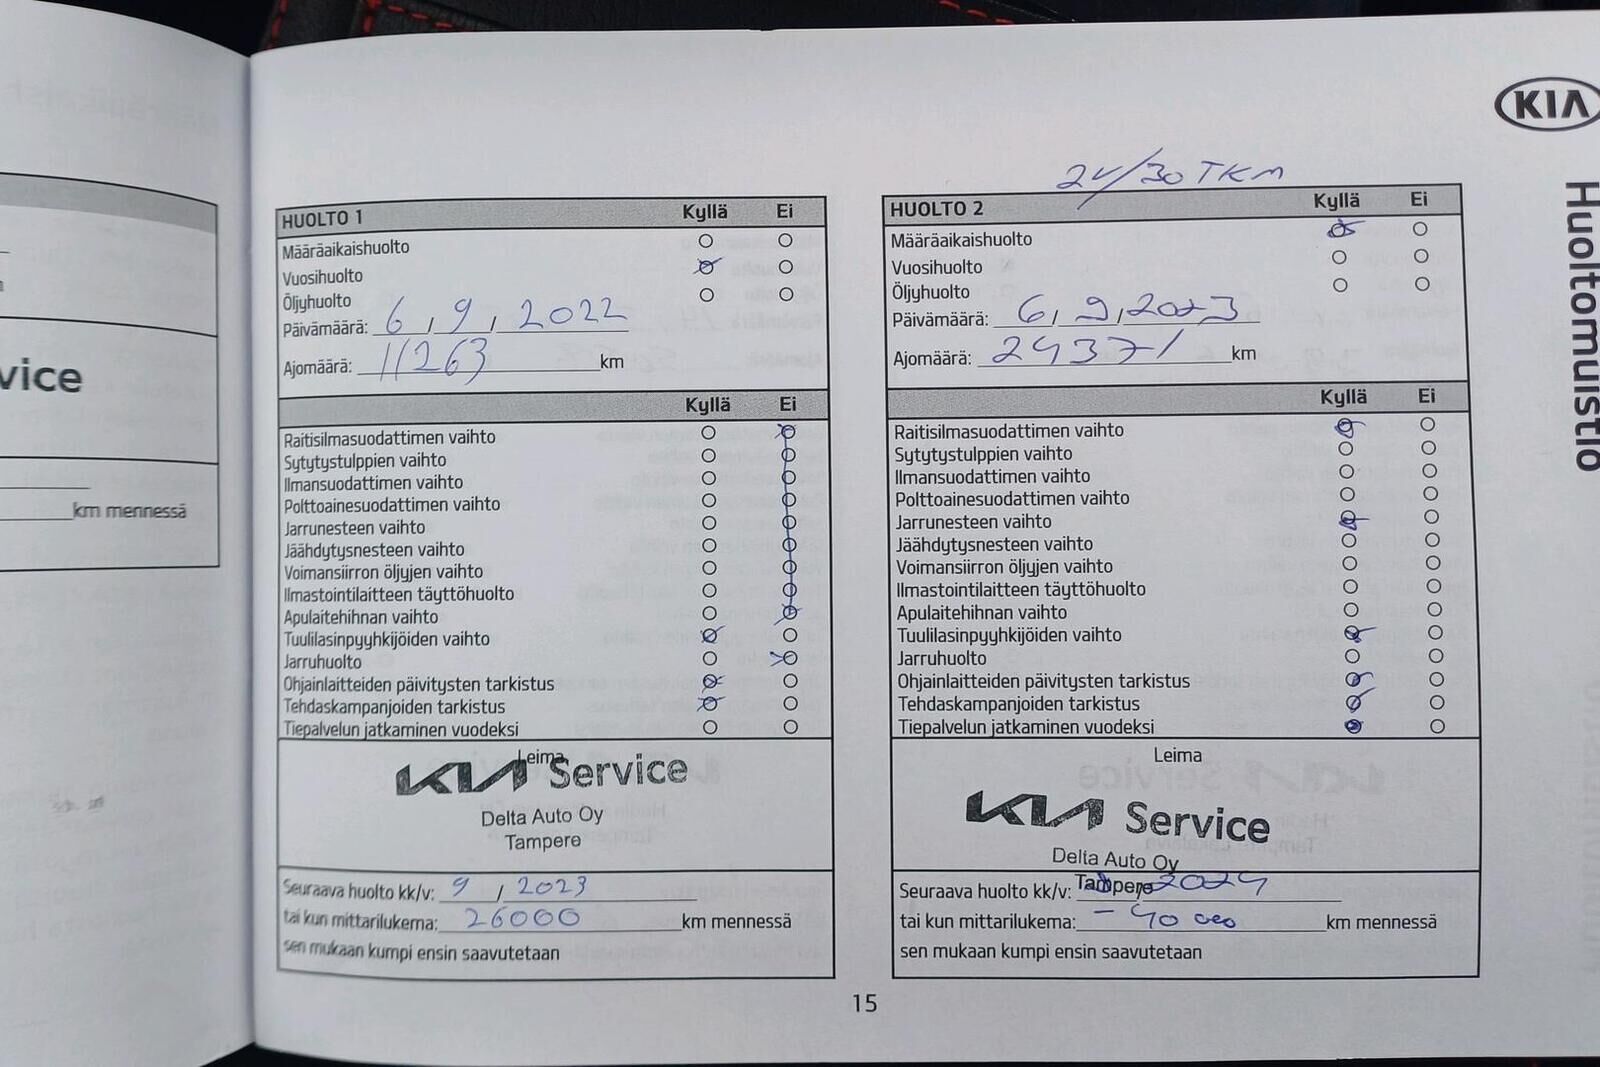 vice
km mennessä
KIA
Huoltomuistio
HUOLTO 1 Kyllä Ei
Määräaikaishuolto
Vuosihuolto
Öljyhuolto
Päivämäärä: 6, 9, 2022
Ajomäärä: 11263 km
Kyllä Ei
Raitisilmasuodattimen vaihto
Sytytystulppien vaihto
Ilmansuodattimen vaihto
Polttoainesuodattimen vaihto
Jarrunesteen vaihto
Jäähdytysnesteen vaihto
Voimansiirron öljyjen vaihto
Ilmastointilaitteen täyttöhuolto
Apulaitehihnan vaihto
Tuulilasinpyyhkijöiden vaihto
Jarruhuolto
Ohjainlaitteiden päivitysten tarkistus
Tehdaskampanjoiden tarkistus
Tiepalvelun jatkaminen vuodeksi
Leima
KIA Service
Delta Auto Oy
Tampere
Seuraava huolto kk/v: 9 / 2023
tai kun mittarilukema: 26000 km mennessä
sen mukaan kumpi ensin saavutetaan
24/30 TKM
HUOLTO 2 Kyllä Ei
Määräaikaishuolto
Vuosihuolto
Öljyhuolto
Päivämäärä: 6, 9, 2023
Ajomäärä: 24371 km
Kyllä Ei
Raitisilmasuodattimen vaihto
Sytytystulppien vaihto
Ilmansuodattimen vaihto
Polttoainesuodattimen vaihto
Jarrunesteen vaihto
Jäähdytysnesteen vaihto
Voimansiirron öljyjen vaihto
Ilmastointilaitteen täyttöhuolto
Apulaitehihnan vaihto
Tuulilasinpyyhkijöiden vaihto
Jarruhuolto
Ohjainlaitteiden päivitysten tarkistus
Tehdaskampanjoiden tarkistus
Tiepalvelun jatkaminen vuodeksi
Leima
KIA Service
Delta Auto Oy
Tampere
Seuraava huolto kk/v: / 2024
tai kun mittarilukema: - 40 000 km mennessä
sen mukaan kumpi ensin saavutetaan
15